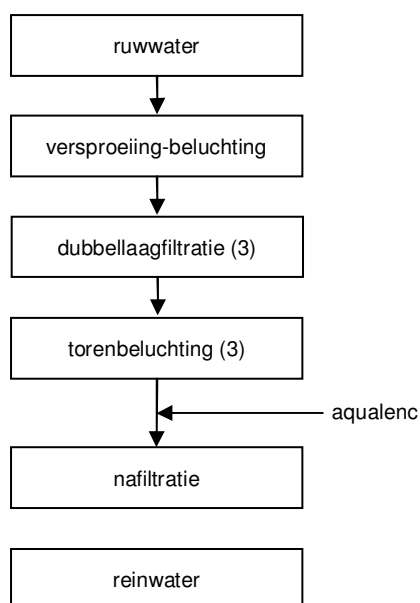 ruwwater
versproeiing-beluchting
dubbellaagfiltratie (3)
torenbeluchting (3)
aqualenc
nafiltratie
reinwater